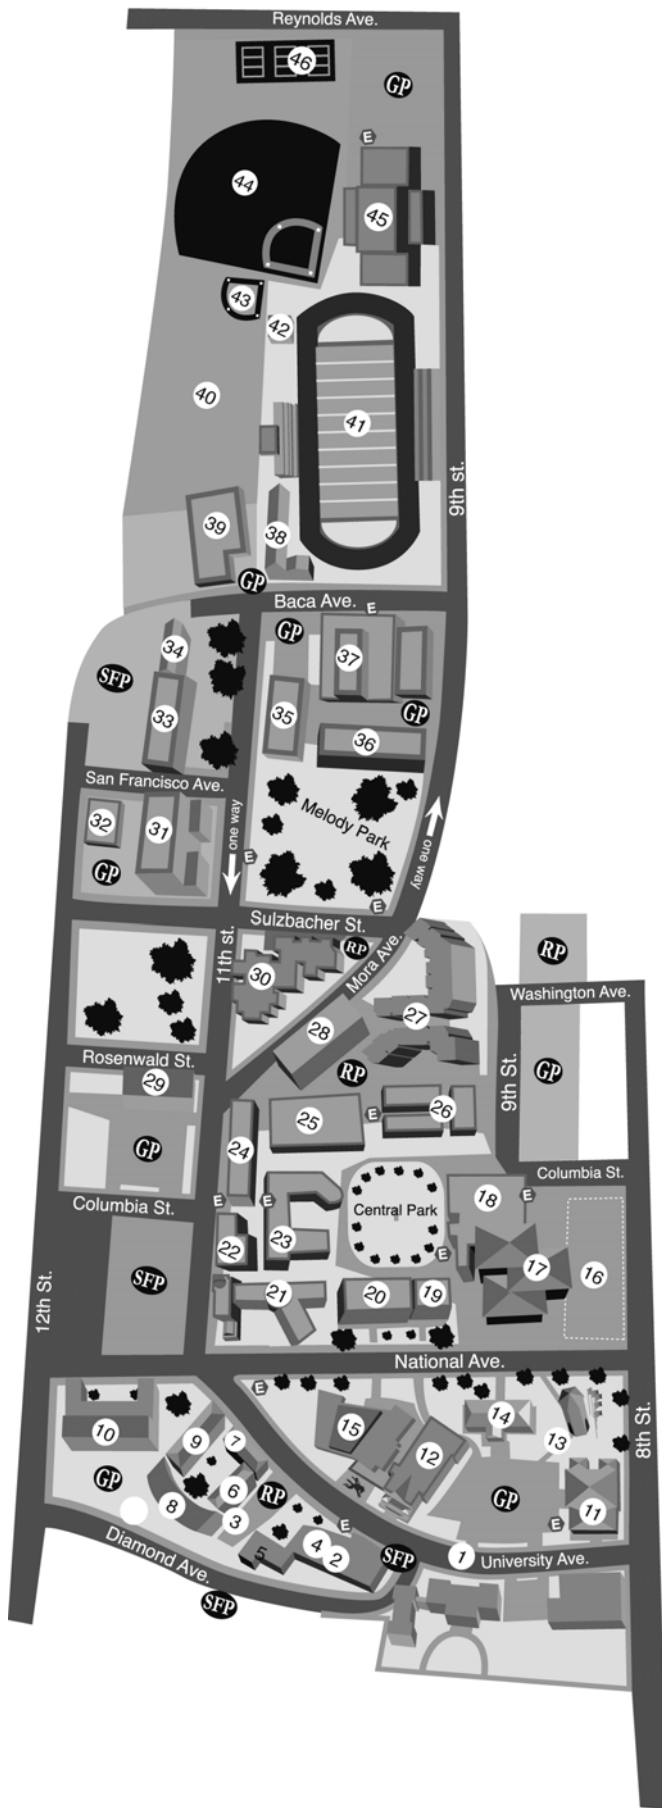 Reynolds Ave.
46
GP
E
44
45
43
42
40
41
9th st.
39
38
GP
Baca Ave.
E
GP
34
37
SFP
35
GP
33
36
San Francisco Ave.
32
31
one way
Melody Park
one way
GP
E
E
Sulzbacher St.
11th st.
RP
Mora Ave.
RP
30
Washington Ave.
27
28
Rosenwald St.
RP
9th St.
GP
29
26
25
E
24
GP
Columbia St.
18
E
E
E
Columbia St.
Central Park
22
23
E
17
16
12th St.
SFP
21
20
19
National Ave.
E
8th St.
10
9
7
15
14
13
12
GP
6
RP
GP
11
8
3
E
E
4
2
5
SFP
1
University Ave.
Diamond Ave.
SFP